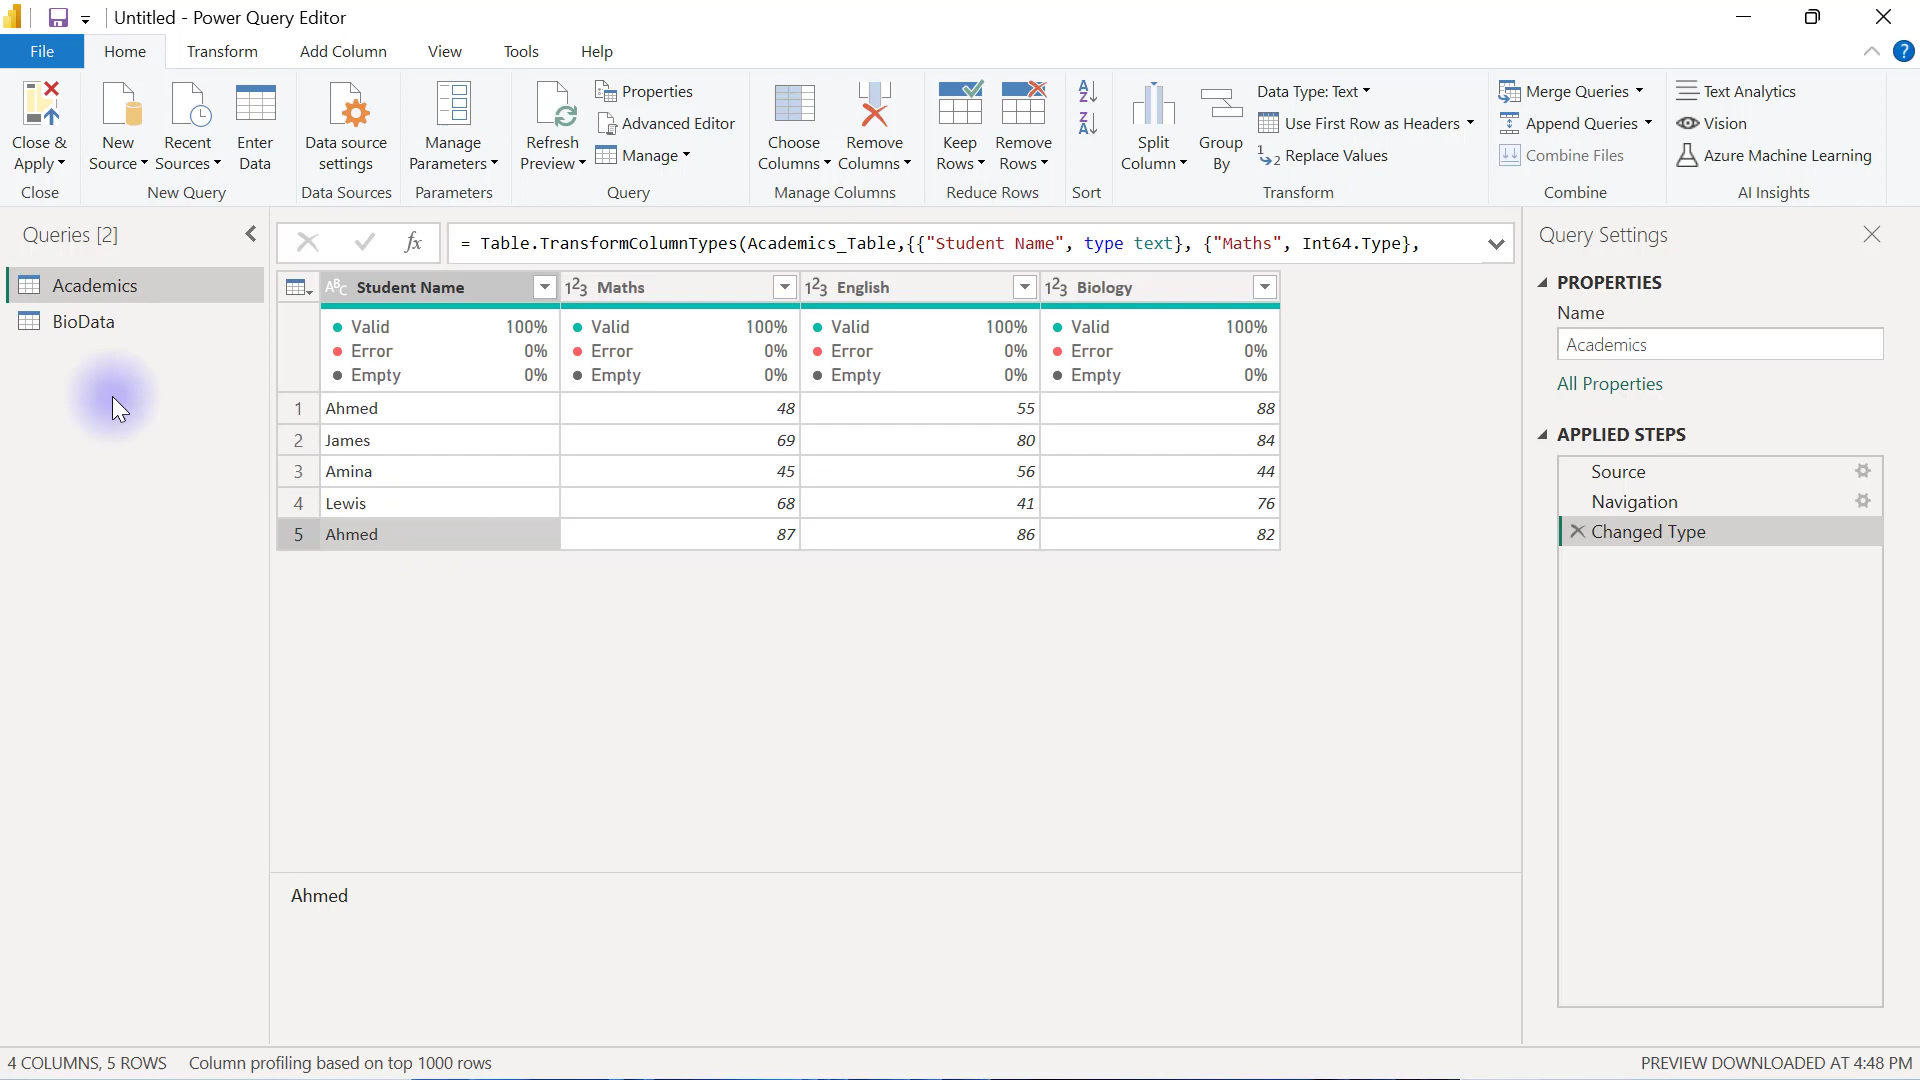 Untitled - Power Query Editor
File Home Transform Add Column View Tools Help
Close & Apply
Close
New Source
Recent Sources
Enter Data
New Query
Data source settings
Data Sources
Manage Parameters
Parameters
Refresh Preview
Properties
Advanced Editor
Manage
Query
Choose Columns
Remove Columns
Manage Columns
Keep Rows
Remove Rows
Reduce Rows
Sort
Split Column
Group By
Data Type: Text
Use First Row as Headers
Replace Values
Transform
Merge Queries
Append Queries
Combine Files
Combine
Text Analytics
Vision
Azure Machine Learning
AI Insights
Queries [2]
Academics
BioData
fx = Table.TransformColumnTypes(Academics_Table,{{"Student Name", type text}, {"Maths", Int64.Type},
ABC Student Name 123 Maths 123 English 123 Biology
Valid 100% Valid 100% Valid 100% Valid 100%
Error 0% Error 0% Error 0% Error 0%
Empty 0% Empty 0% Empty 0% Empty 0%
1 Ahmed 48 55 88
2 James 69 80 84
3 Amina 45 56 44
4 Lewis 68 41 76
5 Ahmed 87 86 82
Ahmed
Query Settings
PROPERTIES
Name
Academics
All Properties
APPLIED STEPS
Source
Navigation
Changed Type
4 COLUMNS, 5 ROWS Column profiling based on top 1000 rows
PREVIEW DOWNLOADED AT 4:48 PM